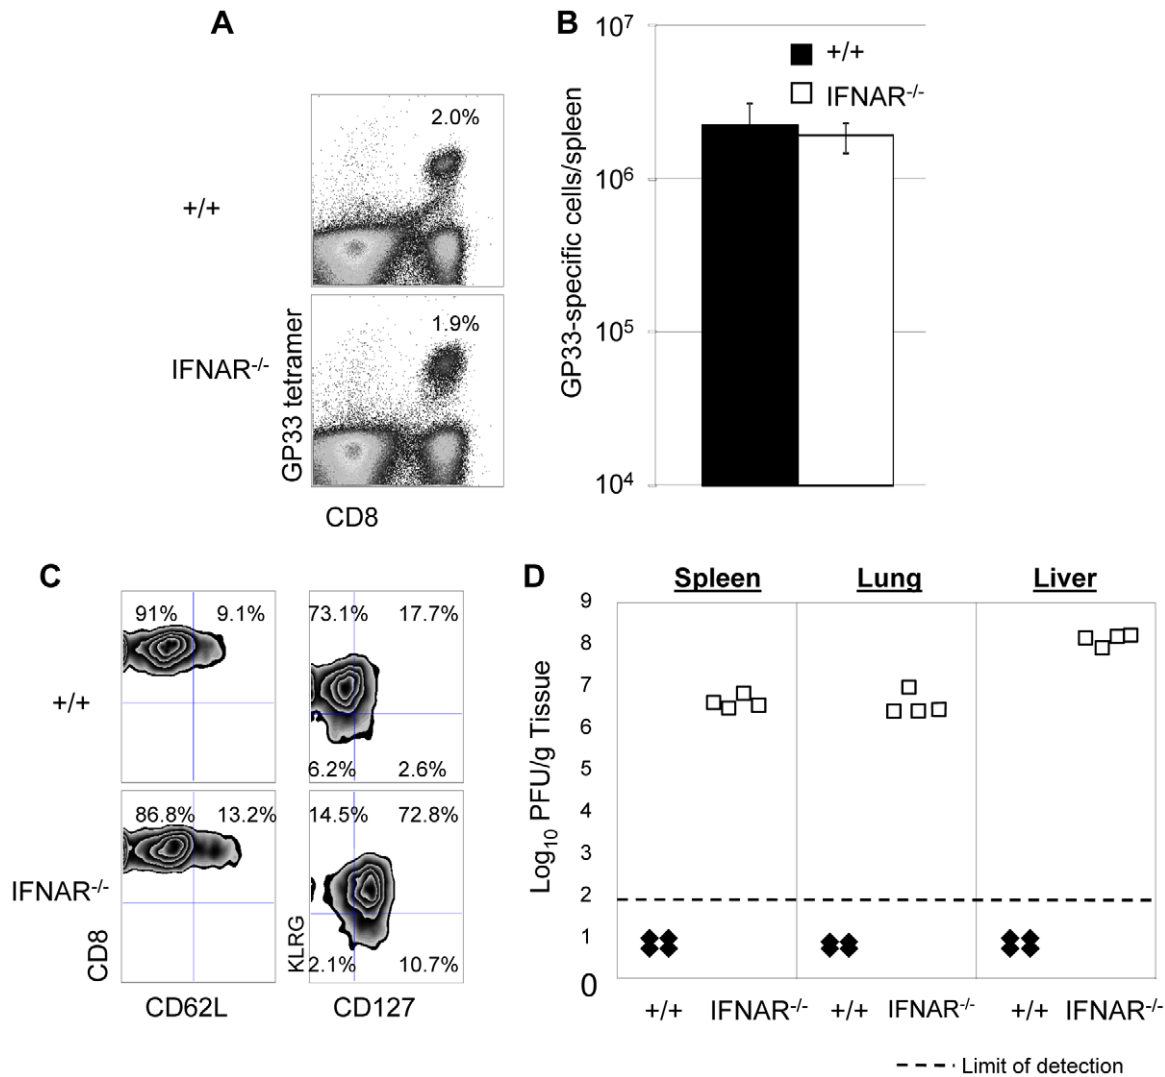 A
2.0%
+/+
1.9%
IFNAR-/-
GP33 tetramer
CD8
B
10⁷
+/+
IFNAR-/-
10⁶
10⁵
10⁴
GP33-specific cells/spleen
C
91% 9.1%
73.1% 17.7%
+/+
6.2% 2.6%
86.8% 13.2%
14.5% 72.8%
IFNAR-/-
CD8
KLRG
2.1% 10.7%
CD62L
CD127
D
Spleen Lung Liver
9
8
7
6
5
4
3
2
1
0
Log₁₀ PFU/g Tissue
+/+ IFNAR-/- +/+ IFNAR-/- +/+ IFNAR-/-
Limit of detection